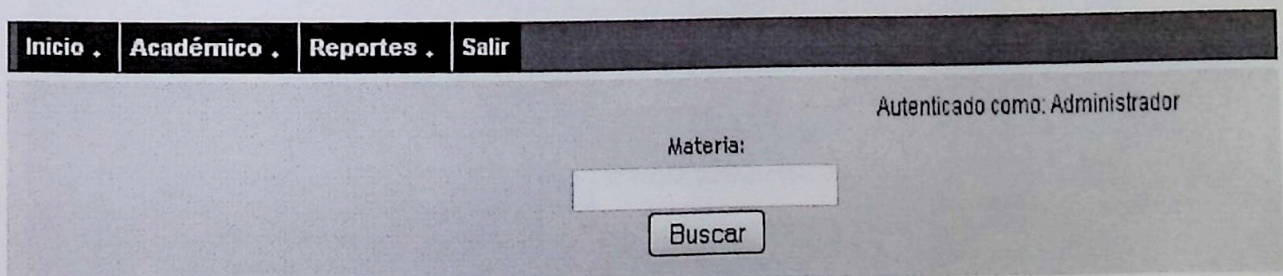 Inicio Académico Reportes Salir
Autenticado como: Administrador
Materia:
Buscar